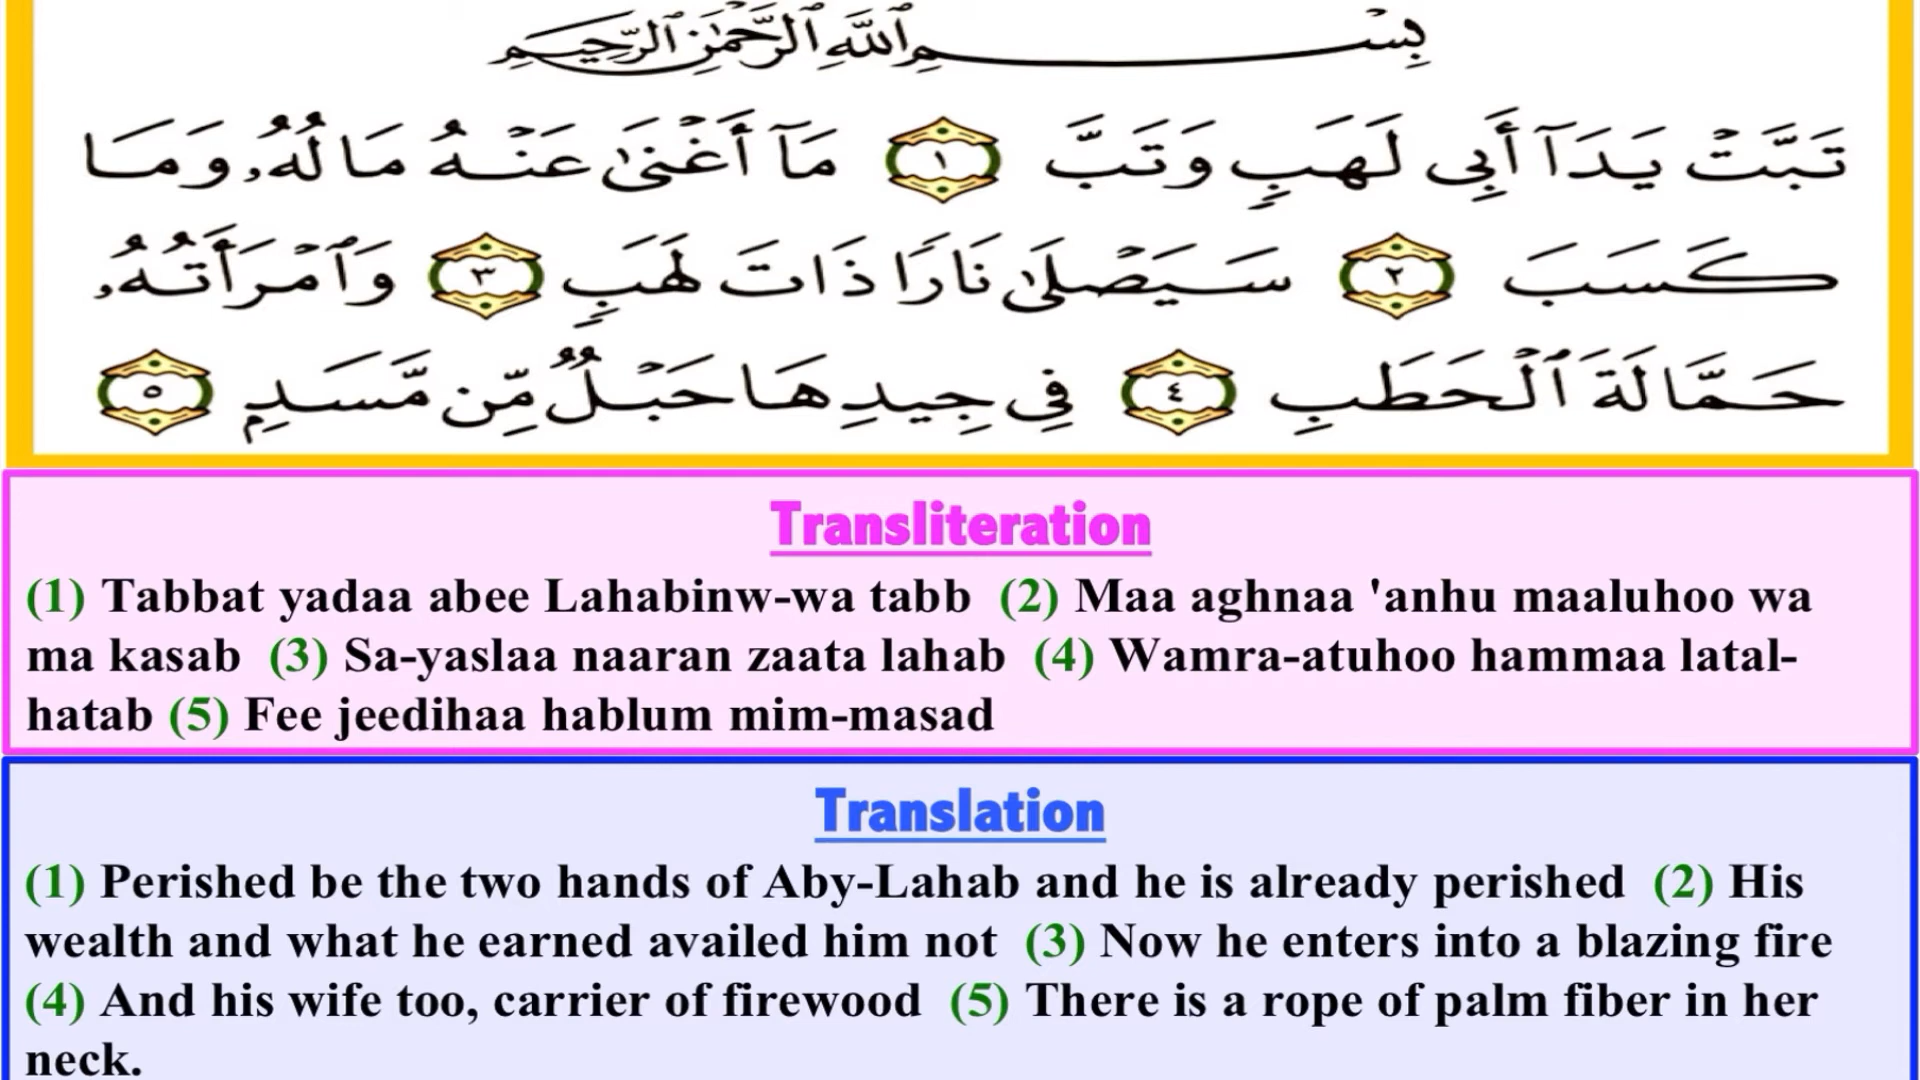 بِسْمِ اللَّهِ الرَّحْمَٰنِ الرَّحِيمِ
تَبَّتْ يَدَآ أَبِى لَهَبٍ وَتَبَّ ١ مَآ أَغْنَىٰ عَنْهُ مَالُهُۥ وَمَا
كَسَبَ ٢ سَيَصْلَىٰ نَارًا ذَاتَ لَهَبٍ ٣ وَٱمْرَأَتُهُۥ
حَمَّالَةَ ٱلْحَطَبِ ٤ فِى جِيدِهَا حَبْلٌ مِّن مَّسَدٍ ٥
Transliteration
(1) Tabbat yadaa abee Lahabinw-wa tabb (2) Maa aghnaa 'anhu maaluhoo wa
ma kasab (3) Sa-yaslaa naaran zaata lahab (4) Wamra-atuhoo hammaa latal-
hatab (5) Fee jeedihaa hablum mim-masad
Translation
(1) Perished be the two hands of Aby-Lahab and he is already perished (2) His
wealth and what he earned availed him not (3) Now he enters into a blazing fire
(4) And his wife too, carrier of firewood (5) There is a rope of palm fiber in her
neck.